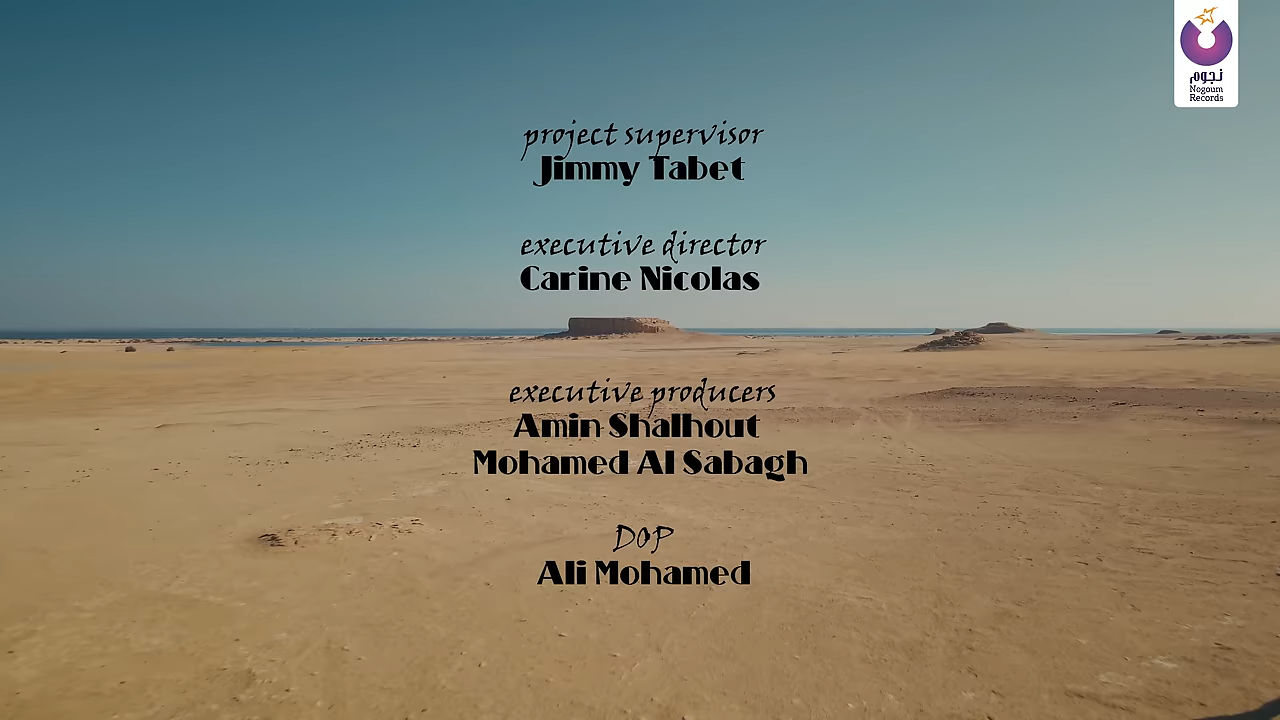 نجوم
Nogoum
Records
project supervisor
Jimmy Tabet
executive director
Carine Nicolas
executive producers
Amin Shalhout
Mohamed Al Sabagh
DOP
Ali Mohamed